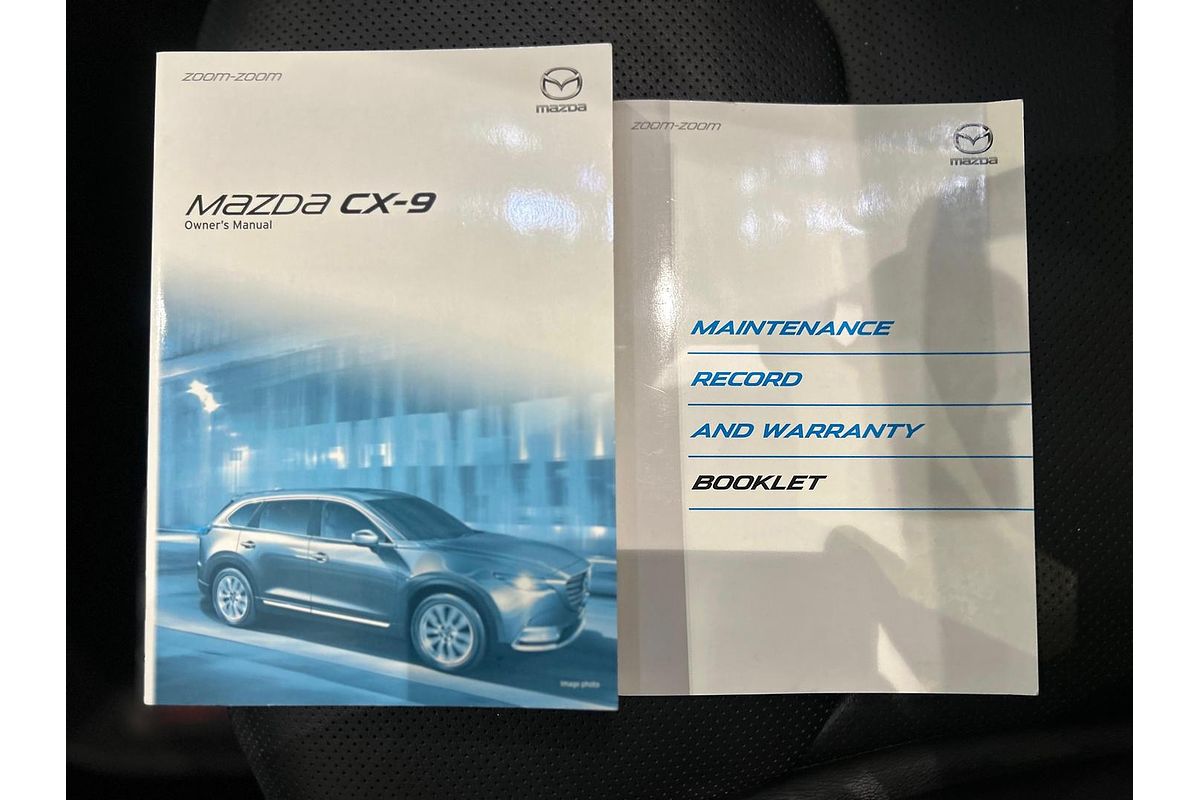 zoom-zoom
mazda
mazda CX-9
Owner's Manual
Image photo
zoom-zoom
mazda
MAINTENANCE
RECORD
AND WARRANTY
BOOKLET